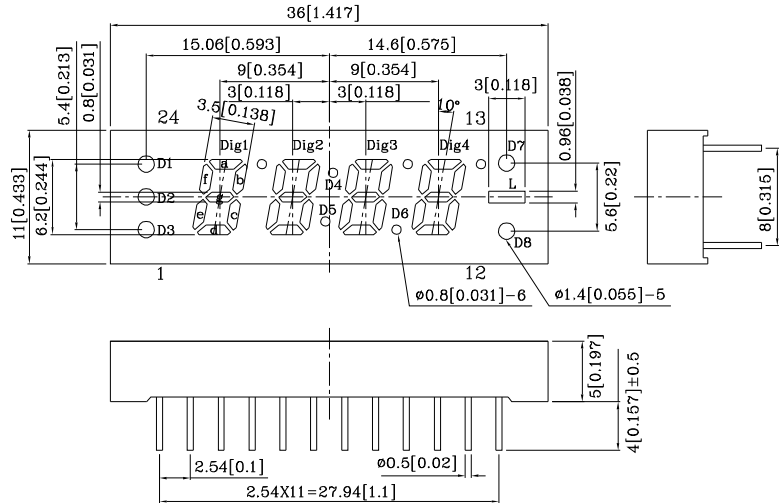 36[1.417]
15.06[0.593]
14.6[0.575]
9[0.354]
9[0.354]
3[0.118]
3[0.118]
3[0.118]
3.5[0.138]
10°
5.4[0.213]
0.8[0.031]
0.96[0.038]
24
13
Dig1
Dig2
Dig3
Dig4
D7
D1
a
f
b
D4
L
D2
g
e
c
D5
D6
D3
d
D8
11[0.433]
6.2[0.244]
5.6[0.22]
8[0.315]
1
12
ø0.8[0.031]-6
ø1.4[0.055]-5
5[0.197]
4[0.157]±0.5
2.54[0.1]
ø0.5[0.02]
2.54X11=27.94[1.1]